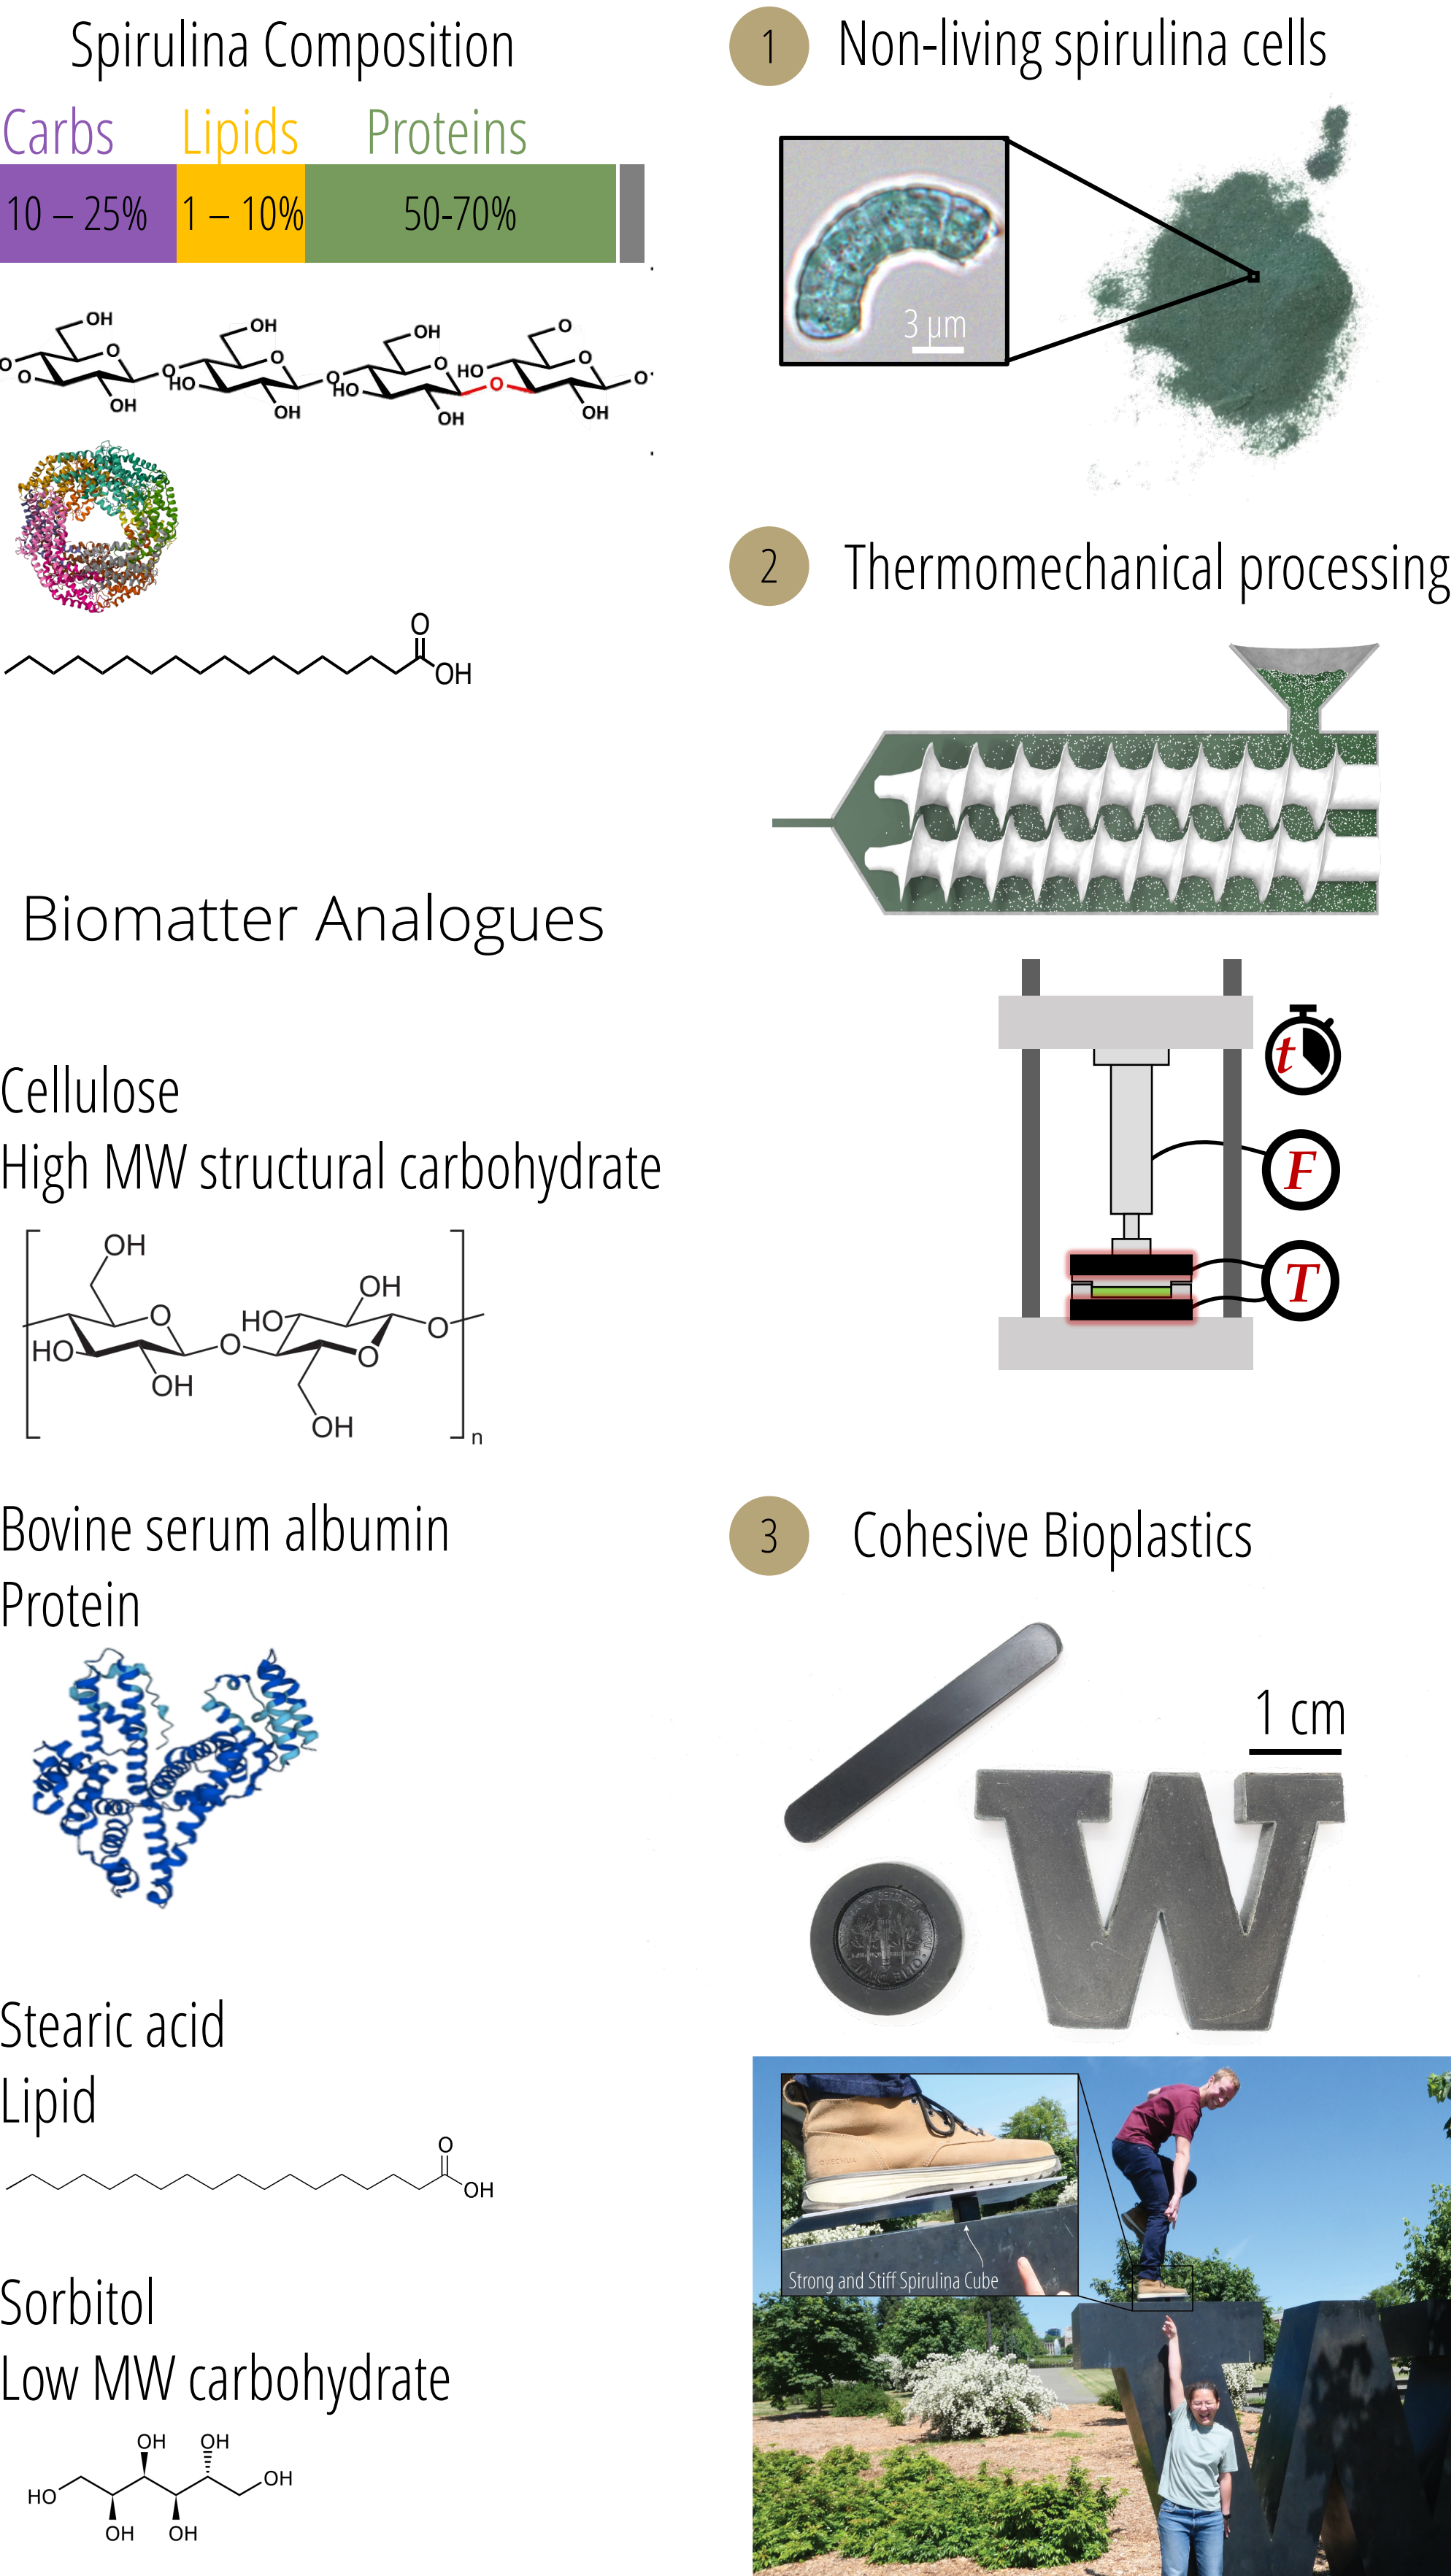 Spirulina Composition
Carbs Lipids Proteins
10 – 25% 1 – 10% 50-70%
OH OH OH O
O O O O
O O O HO O O
HO HO
OH OH OH OH
O
OH
Biomatter Analogues
Cellulose
High MW structural carbohydrate
OH
OH
O HO O
HO O O
OH
OH
n
Bovine serum albumin
Protein
Stearic acid
Lipid
O
OH
Sorbitol
Low MW carbohydrate
OH OH
HO OH
OH OH
1 Non-living spirulina cells
3 µm
2 Thermomechanical processing
t
F
T
3 Cohesive Bioplastics
1 cm
W
QUECHUA
Strong and Stiff Spirulina Cube